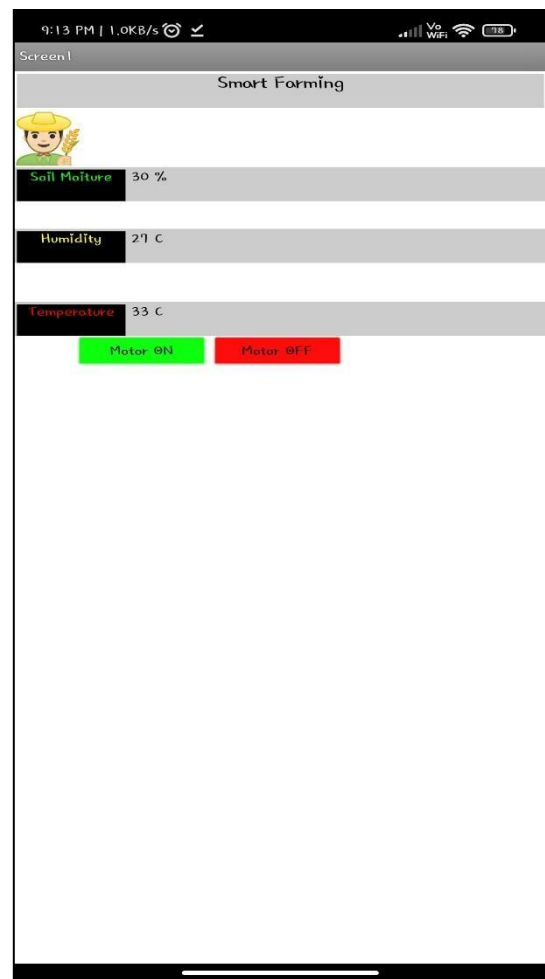 9:13 PM | 1.0KB/s Vo WiFi 78
Screen1
Smart Farming
Soil Moiture 30 %
Humidity 27 C
Temperature 33 C
Motor ON Motor OFF